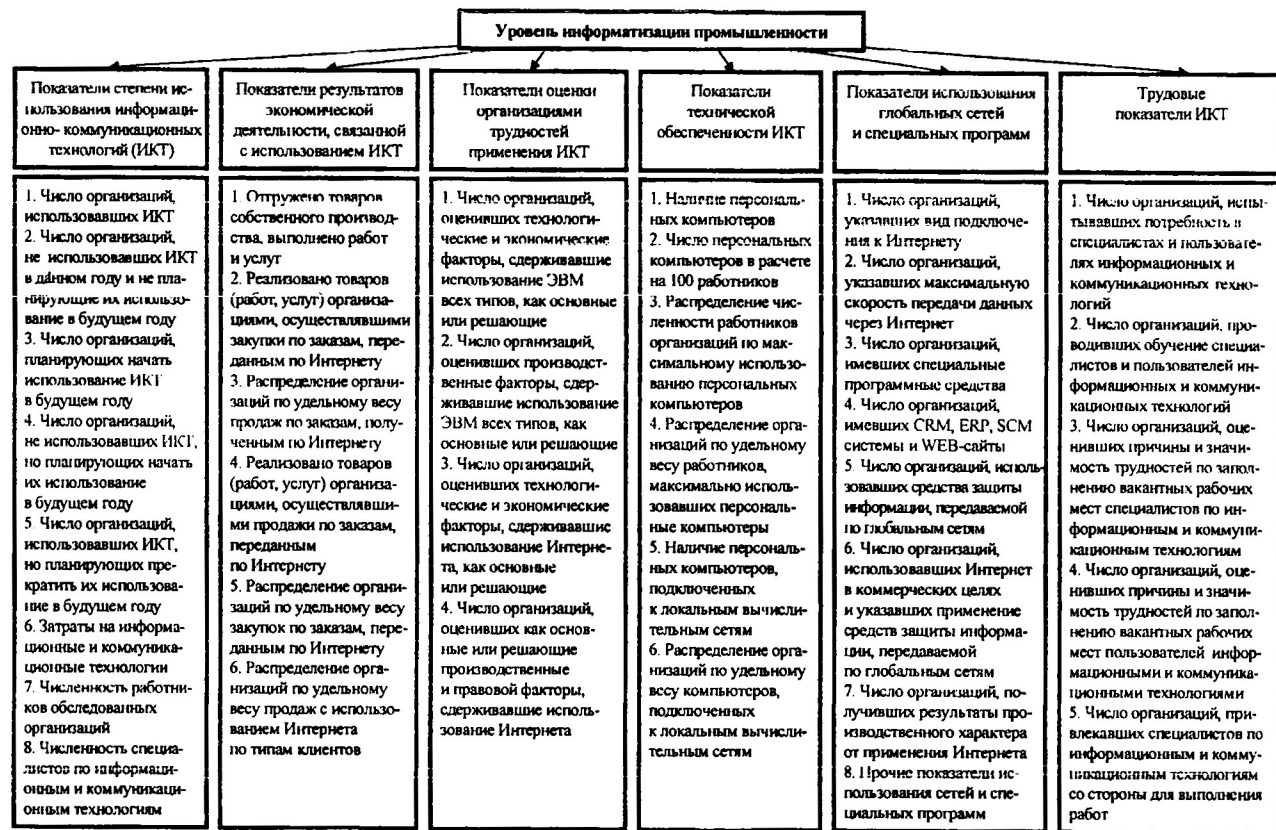 Уровень информатизации промышленности
Показатели степени ис-
пользования информаци-
онно- коммуникационных
технологий (ИКТ)
Показатели результатов
экономической
деятельности, связанной
с использованием ИКТ
Показатели оценки
организациями
трудностей
применения ИКТ
Показатели
технической
обеспеченности ИКТ
Показатели использования
глобальных сетей
и специальных программ
Трудовые
показатели ИКТ
1. Число организаций,
использовавших ИКТ
2. Число организаций,
не использовавших ИКТ
в данном году и не пла-
нирующие их использо-
вание в будущем году
3. Число организаций,
планирующих начать
использование ИКТ
в будущем году
4. Число организаций,
не использовавших ИКТ,
но планирующих начать
их использование
в будущем году
5. Число организаций,
использовавших ИКТ,
но планирующих пре-
кратить их использова-
ние в будущем году
6. Затраты на информа-
ционные и коммуника-
ционные технологии
7. Численность работни-
ков обследованных
организаций
8. Численность специа-
листов по информаци-
онным и коммуникаци-
онным технологиям
1. Отгружено товаров
собственного производ-
ства, выполнено работ
и услуг
2. Реализовано товаров
(работ, услуг) организа-
циями, осуществлявшими
закупки по заказам, пере-
данным по Интернету
3. Распределение органи-
заций по удельному весу
продаж по заказам, полу-
ченным по Интернету
4. Реализовано товаров
(работ, услуг) организа-
циями, осуществлявши-
ми продажи по заказам,
переданным
по Интернету
5. Распределение органи-
заций по удельному весу
закупок по заказам, пере-
данным по Интернету
6. Распределение орга-
низаций по удельному
весу продаж с использо-
ванием Интернета
по типам клиентов
1. Число организаций,
оценивших технологи-
ческие и экономические
факторы, сдерживавшие
использование ЭВМ
всех типов, как основные
или решающие
2. Число организаций,
оценивших производст-
венные факторы, сдер-
живавшие использование
ЭВМ всех типов, как
основные или решающие
3. Число организаций,
оценивших технологи-
ческие и экономические
факторы, сдерживавшие
использование Интерне-
та, как основные
или решающие
4. Число организаций,
оценивших как основ-
ные или решающие
производственные
и правовой факторы,
сдерживавшие исполь-
зование Интернета
1. Наличие персональ-
ных компьютеров
2. Число персональных
компьютеров в расчете
на 100 работников
3. Распределение чис-
ленности работников
организаций по мак-
симальному использо-
ванию персональных
компьютеров
4. Распределение орга-
низаций по удельному
весу работников,
максимально исполь-
зовавших персональ-
ные компьютеры
5. Наличие персональ-
ных компьютеров,
подключенных
к локальным вычисли-
тельным сетям
6. Распределение орга-
низаций по удельному
весу компьютеров,
подключенных
к локальным вычисли-
тельным сетям
1. Число организаций,
указавших вид подключе-
ния к Интернету
2. Число организаций,
указавших максимальную
скорость передачи данных
через Интернет
3. Число организаций,
имевших специальные
программные средства
4. Число организаций,
имевших CRM, ERP, SCM
системы и WEB-сайты
5. Число организаций, исполь-
зовавших средства защиты
информации, передаваемой
по глобальным сетям
6. Число организаций,
использовавших Интернет
в коммерческих целях
и указавших применение
средств защиты информа-
ции, передаваемой
по глобальным сетям
7. Число организаций, по-
лучивших результаты про-
изводственного характера
от применения Интернета
8. Прочие показатели ис-
пользования сетей и спе-
циальных программ
1. Число организаций, испы-
тывавших потребность в
специалистах и пользовате-
лях информационных и
коммуникационных техно-
логий
2. Число организаций, про-
водивших обучение специа-
листов и пользователей ин-
формационных и коммуни-
кационных технологий
3. Число организаций, оце-
нивших причины и значи-
мость трудностей по запол-
нению вакантных рабочих
мест специалистов по ин-
формационным и коммуни-
кационным технологиям
4. Число организаций, оце-
нивших причины и значи-
мость трудностей по запол-
нению вакантных рабочих
мест пользователей инфор-
мационными и коммуника-
ционными технологиями
5. Число организаций, при-
влекавших специалистов по
информационным и комму-
никационным технологиям
со стороны для выполнения
работ